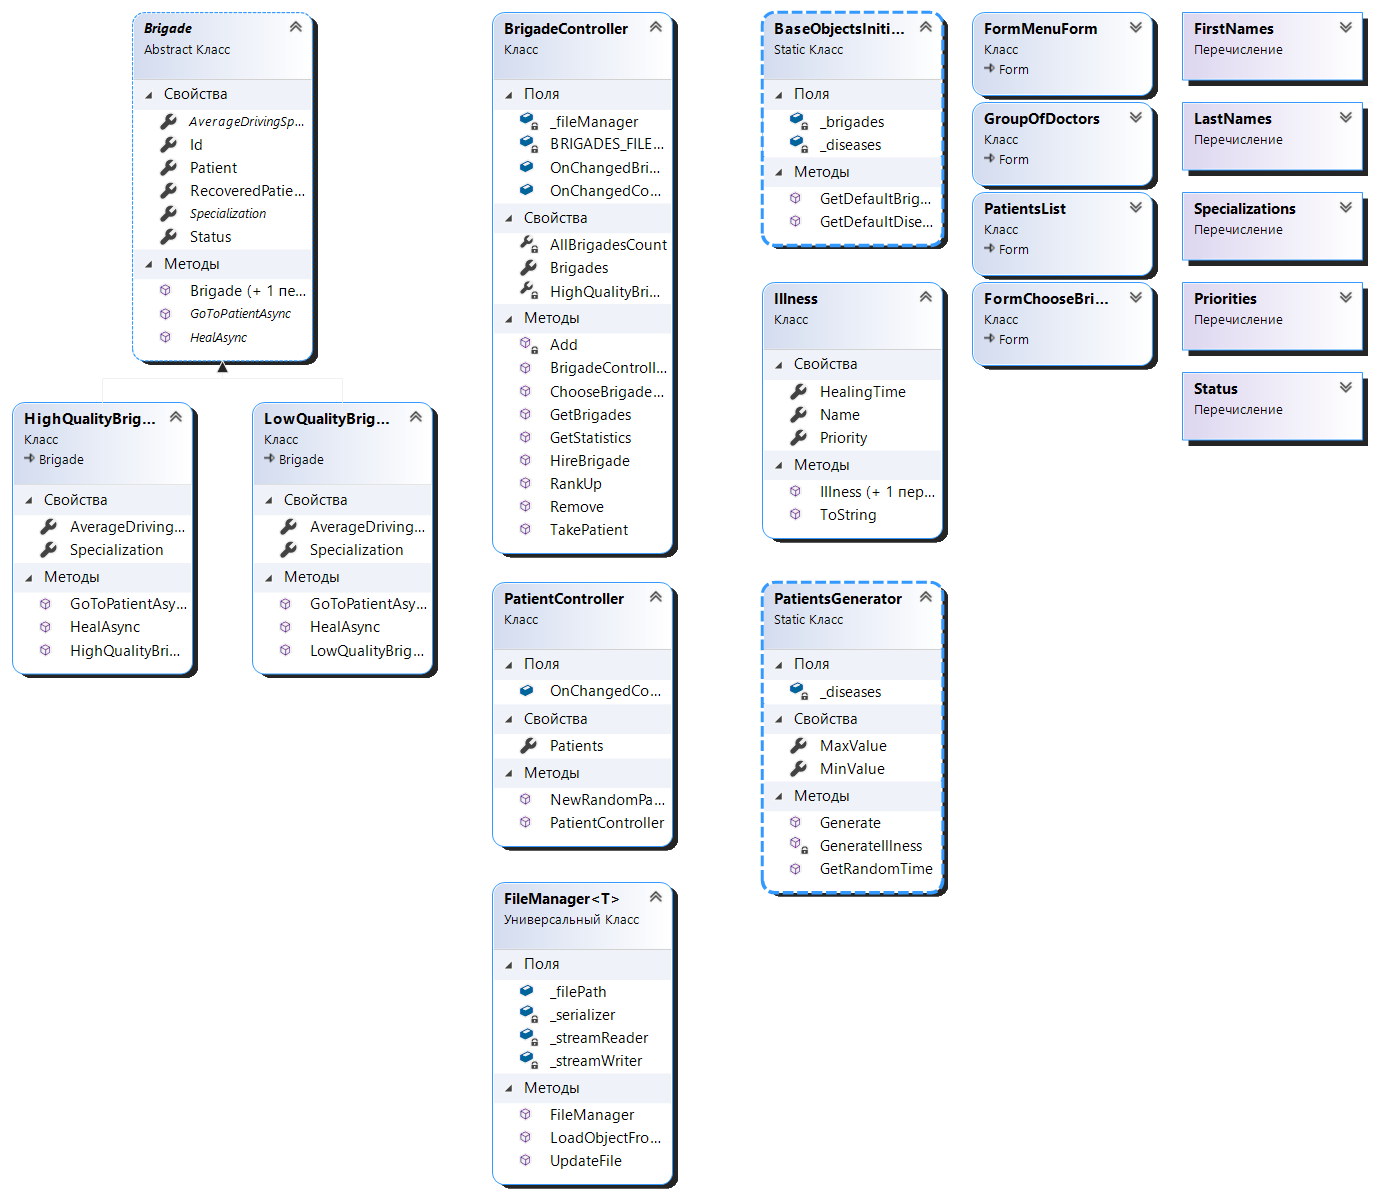 Brigade
Abstract Класс
Свойства
AverageDrivingSp...
Id
Patient
RecoveredPatie...
Specialization
Status
Методы
Brigade (+ 1 пе...
GoToPatientAsync
HealAsync
HighQualityBrig...
Класс
Brigade
Свойства
AverageDriving...
Specialization
Методы
GoToPatientAsy...
HealAsync
HighQualityBri...
LowQualityBrig...
Класс
Brigade
Свойства
AverageDriving...
Specialization
Методы
GoToPatientAsy...
HealAsync
LowQualityBrig...
BrigadeController
Класс
Поля
_fileManager
BRIGADES_FILE...
OnChangedBri...
OnChangedCo...
Свойства
AllBrigadesCount
Brigades
HighQualityBri...
Методы
Add
BrigadeControll...
ChooseBrigade...
GetBrigades
GetStatistics
HireBrigade
RankUp
Remove
TakePatient
PatientController
Класс
Поля
OnChangedCo...
Свойства
Patients
Методы
NewRandomPa...
PatientController
FileManager<T>
Универсальный Класс
Поля
_filePath
_serializer
_streamReader
_streamWriter
Методы
FileManager
LoadObjectFro...
UpdateFile
BaseObjectsIniti...
Static Класс
Поля
_brigades
_diseases
Методы
GetDefaultBrig...
GetDefaultDise...
Illness
Класс
Свойства
HealingTime
Name
Priority
Методы
Illness (+ 1 пер...
ToString
PatientsGenerator
Static Класс
Поля
_diseases
Свойства
MaxValue
MinValue
Методы
Generate
GenerateIllness
GetRandomTime
FormMenuForm
Класс
Form
GroupOfDoctors
Класс
Form
PatientsList
Класс
Form
FormChooseBri...
Класс
Form
FirstNames
Перечисление
LastNames
Перечисление
Specializations
Перечисление
Priorities
Перечисление
Status
Перечисление